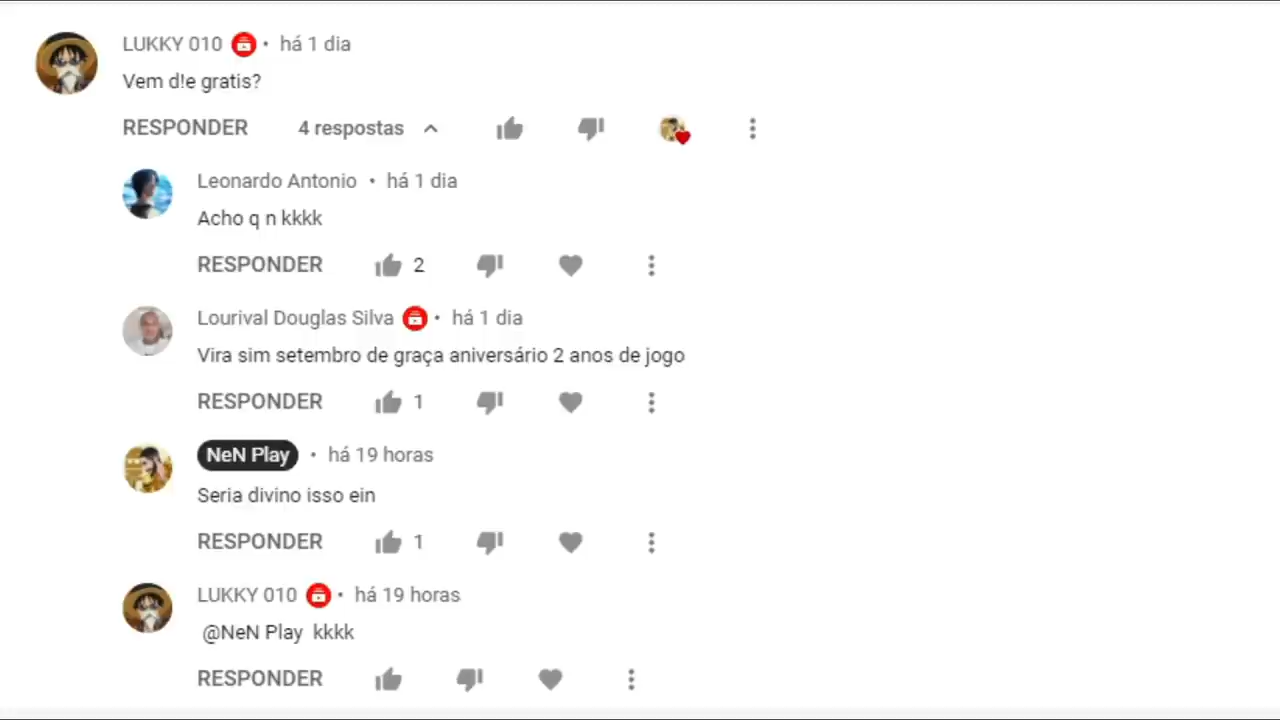 LUKKY 010 • há 1 dia
Vem d!e gratis?
RESPONDER 4 respostas
Leonardo Antonio • há 1 dia
Acho q n kkkk
RESPONDER 2
Lourival Douglas Silva • há 1 dia
Vira sim setembro de graça aniversário 2 anos de jogo
RESPONDER 1
NeN Play • há 19 horas
Seria divino isso ein
RESPONDER 1
LUKKY 010 • há 19 horas
@NeN Play kkkk
RESPONDER